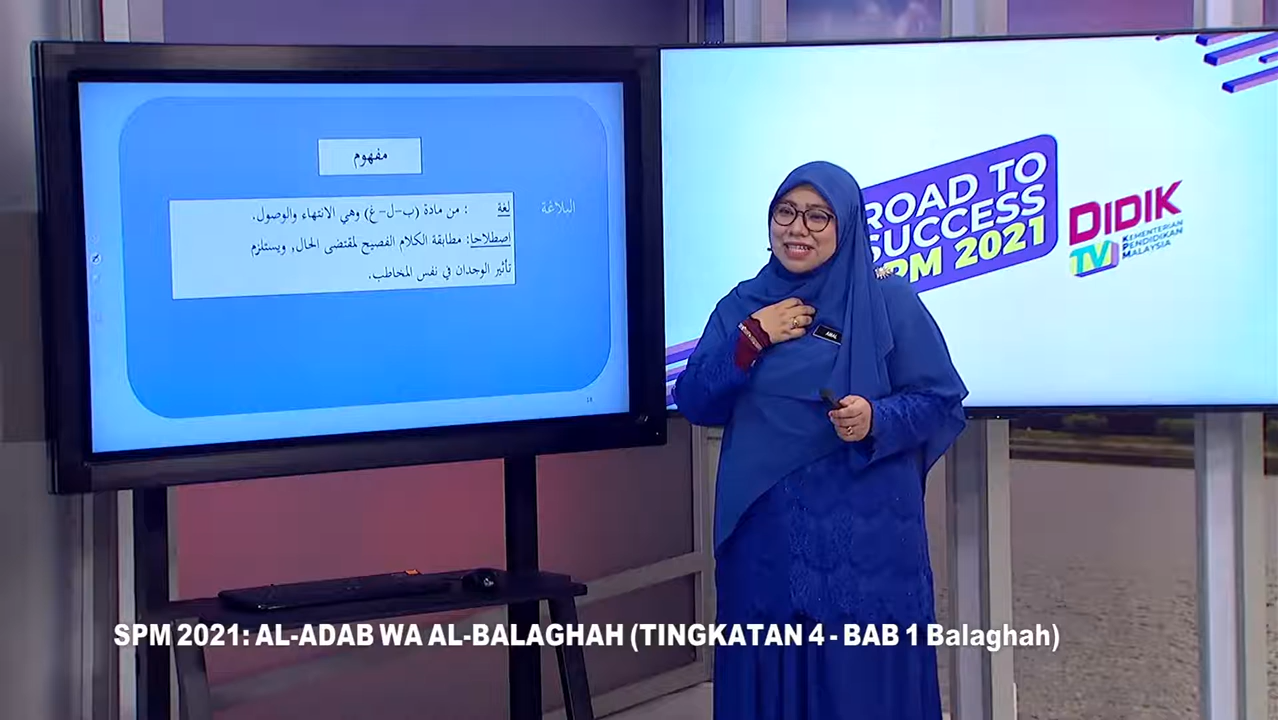 مفهوم
البلاغة
لغة : من مادة (ب-ل-غ) وهي الانتهاء والوصول.
اصطلاحا: مطابقة الكلام الفصيح لمقتضى الحال, ويستلزم
تأثير الوجدان في نفس المخاطب.
ROAD TO
SUCCESS
SPM 2021
DIDIK
TV
KEMENTERIAN
PENDIDIKAN
MALAYSIA
AMAL
SPM 2021: AL-ADAB WA AL-BALAGHAH (TINGKATAN 4 - BAB 1 Balaghah)